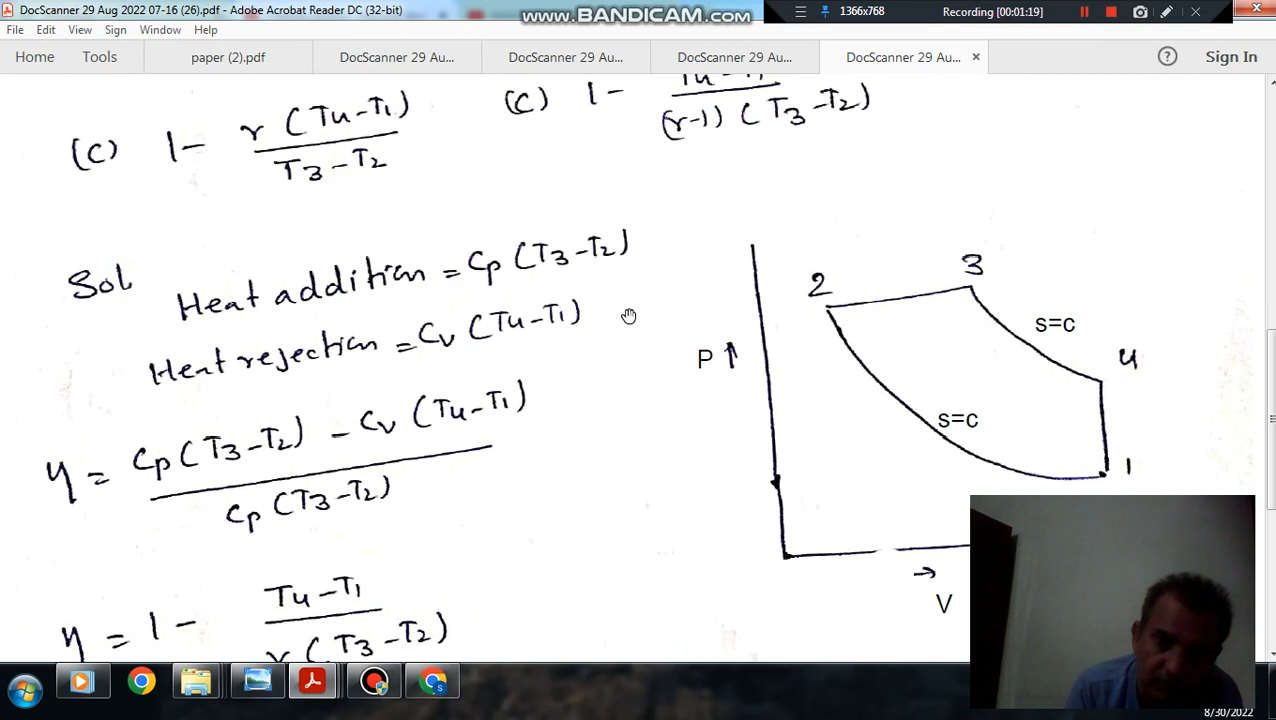 DocScanner 29 Aug 2022 07-16 (26).pdf - Adobe Acrobat Reader DC (32-bit)
www.BANDICAM.com
1366x768
Recording [00:01:19]
File Edit View Sign Window Help
Home Tools paper (2).pdf DocScanner 29 Au... DocScanner 29 Au... DocScanner 29 Au... DocScanner 29 Au... × Sign In
(C) 1- r(T4-T1)/T3-T2 (C) 1- T4-T1/(r-1)(T3-T2)
Sol Heat addition = Cp(T3-T2)
Heat rejection = Cv(T4-T1)
η = Cp(T3-T2) - Cv(T4-T1)/Cp(T3-T2)
η = 1- T4-T1/r(T3-T2)
2 3
s=c
P↑ 4
s=c
1
→
V
8/30/2022